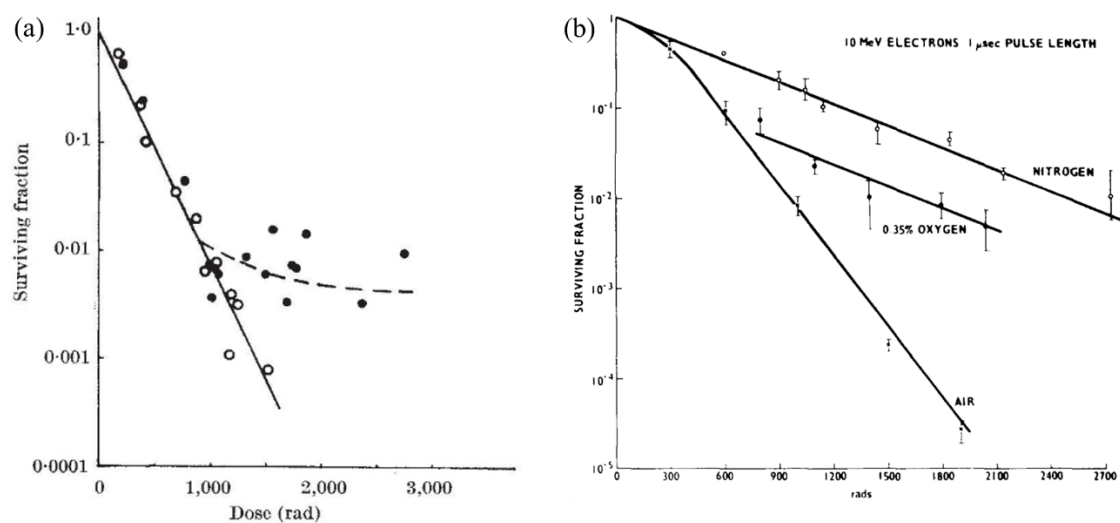 (a)
1·0
0·1
0·01
0·001
0·0001
Surviving fraction
0
1,000
2,000
3,000
Dose (rad)
(b)
10 MeV ELECTRONS 1 μsec PULSE LENGTH
1
10⁻¹
10⁻²
10⁻³
10⁻⁴
10⁻⁵
SURVIVING FRACTION
NITROGEN
0.35% OXYGEN
AIR
0
300
600
900
1200
1500
1800
2100
2400
2700
rads